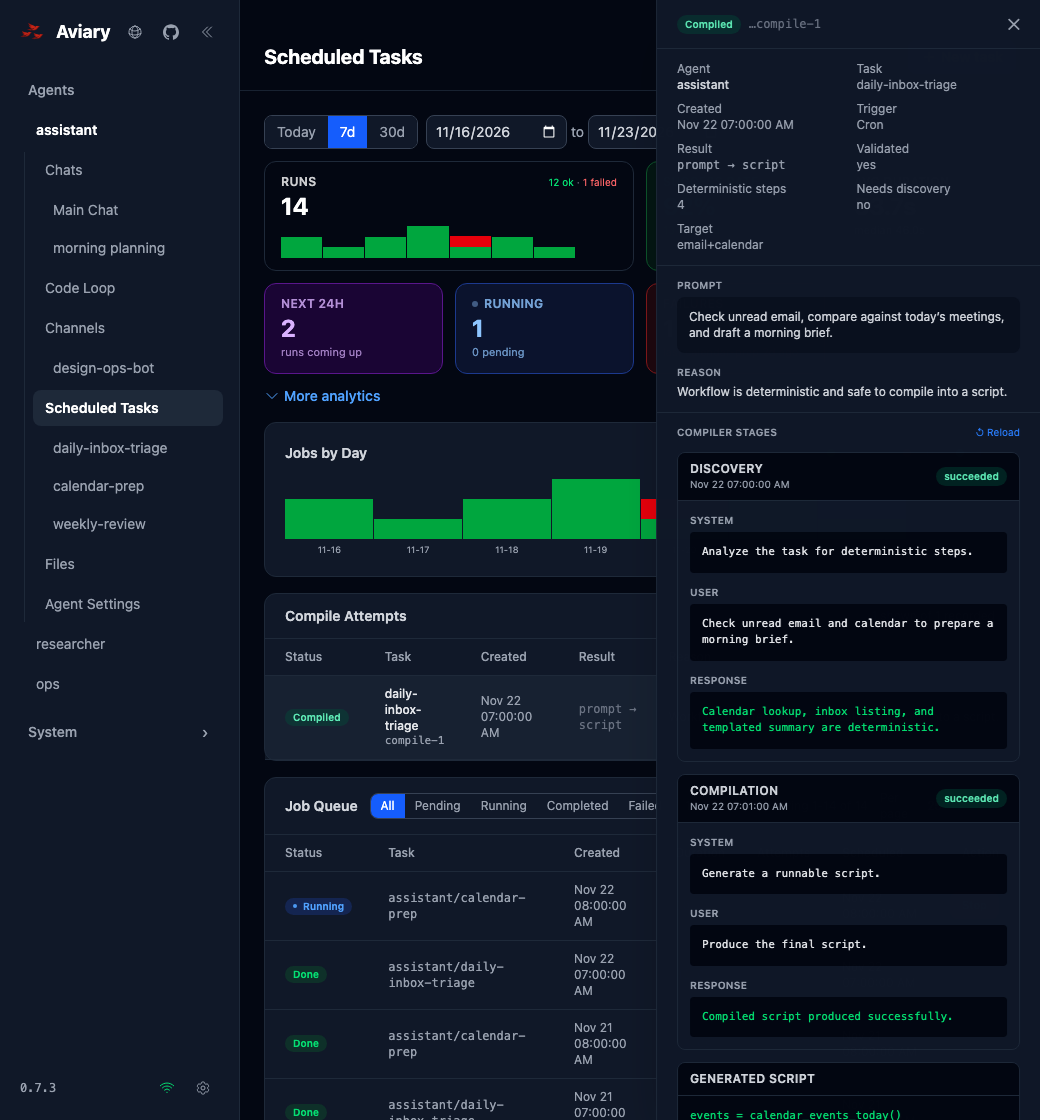 Aviary
Agents
assistant
Chats
Main Chat
morning planning
Code Loop
Channels
design-ops-bot
Scheduled Tasks
daily-inbox-triage
calendar-prep
weekly-review
Files
Agent Settings
researcher
ops
System
0.7.3
Scheduled Tasks
Today 7d 30d 11/16/2026 to 11/23/20
RUNS 12 ok · 1 failed
14
NEXT 24H
2
runs coming up
RUNNING
1
0 pending
More analytics
Jobs by Day
11-16 11-17 11-18 11-19
Compile Attempts
Status Task Created Result
Compiled
daily-
inbox-
triage
compile-1
Nov 22
07:00:00
AM
prompt →
script
Job Queue All Pending Running Completed Failed
Status Task Created
Running
assistant/calendar-
prep
Nov 22
08:00:00
AM
Done
assistant/daily-
inbox-triage
Nov 22
07:00:00
AM
Done
assistant/calendar-
prep
Nov 21
08:00:00
AM
Done
assistant/daily-
inbox-triage
Nov 21
07:00:00
Compiled …compile-1
Agent
assistant
Task
daily-inbox-triage
Created
Nov 22 07:00:00 AM
Trigger
Cron
Result
prompt → script
Validated
yes
Deterministic steps
4
Needs discovery
no
Target
email+calendar
PROMPT
Check unread email, compare against today's meetings,
and draft a morning brief.
REASON
Workflow is deterministic and safe to compile into a script.
COMPILER STAGES Reload
DISCOVERY
Nov 22 07:00:00 AM
succeeded
SYSTEM
Analyze the task for deterministic steps.
USER
Check unread email and calendar to prepare a
morning brief.
RESPONSE
Calendar lookup, inbox listing, and
templated summary are deterministic.
COMPILATION
Nov 22 07:01:00 AM
succeeded
SYSTEM
Generate a runnable script.
USER
Produce the final script.
RESPONSE
Compiled script produced successfully.
GENERATED SCRIPT
events = calendar_events_today()